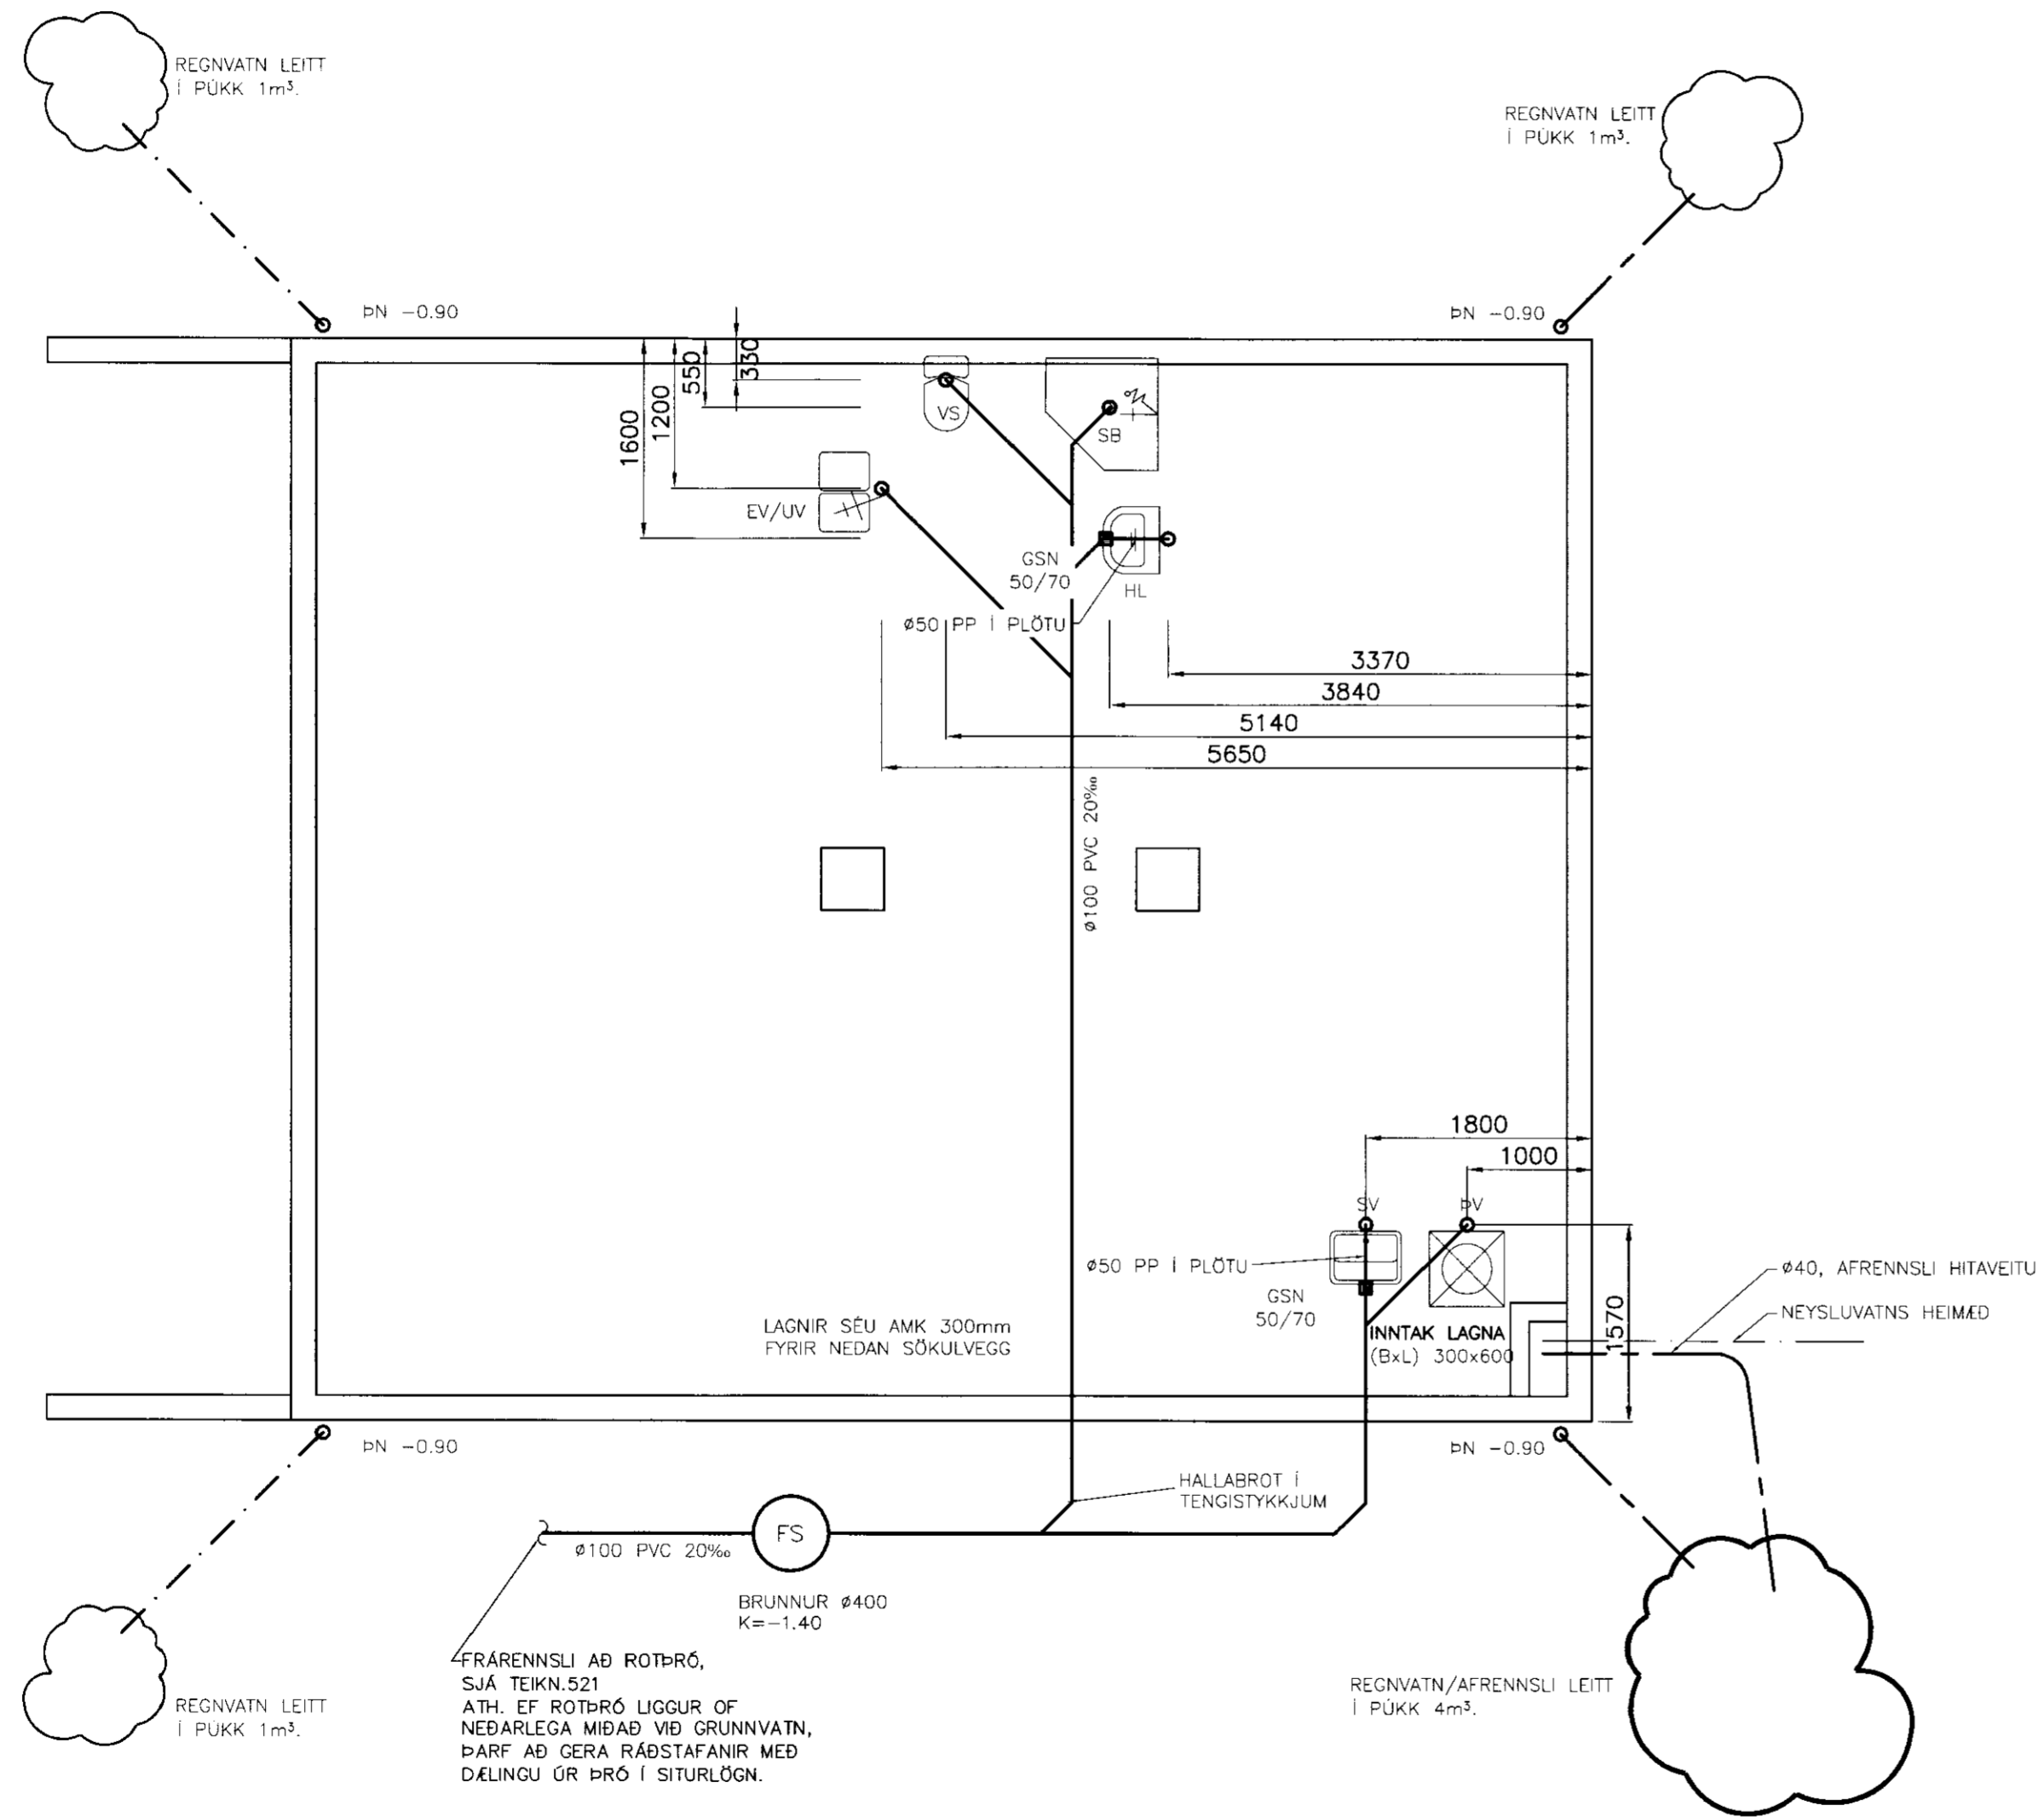 REGNVATN LEITT
Í PÚKK 1m³.
REGNVATN LEITT
Í PÚKK 1m³.
ÞN -0.90
ÞN -0.90
330
550
1200
1600
VS
SB
EV/UV
GSN
50/70
HL
Ø50 PP Í PLÖTU
3370
3840
5140
5650
Ø100 PVC 20‰
1800
1000
SV
ÞV
Ø50 PP Í PLÖTU
GSN
50/70
INNTAK LAGNA
(BxL) 300x600
1570
Ø40, AFRENNSLI HITAVEITU
NEYSLUVATNS HEIMÆÐ
LAGNIR SÉU AMK 300mm
FYRIR NEDAN SÖKULVEGG
ÞN -0.90
ÞN -0.90
HALLABROT Í
TENGISTYKKJUM
FS
Ø100 PVC 20‰
BRUNNUR Ø400
K=-1.40
FRÁRENNSLI AÐ ROTÞRÓ,
SJÁ TEIKN.521
ATH. EF ROTÞRÓ LIGGUR OF
NEÐARLEGA MIÐAÐ VIÐ GRUNNVATN,
ÞARF AÐ GERA RÁÐSTAFANIR MEÐ
DÆLINGU ÚR ÞRÓ Í SITURLÖGN.
REGNVATN LEITT
Í PÚKK 1m³.
REGNVATN/AFRENNSLI LEITT
Í PÚKK 4m³.